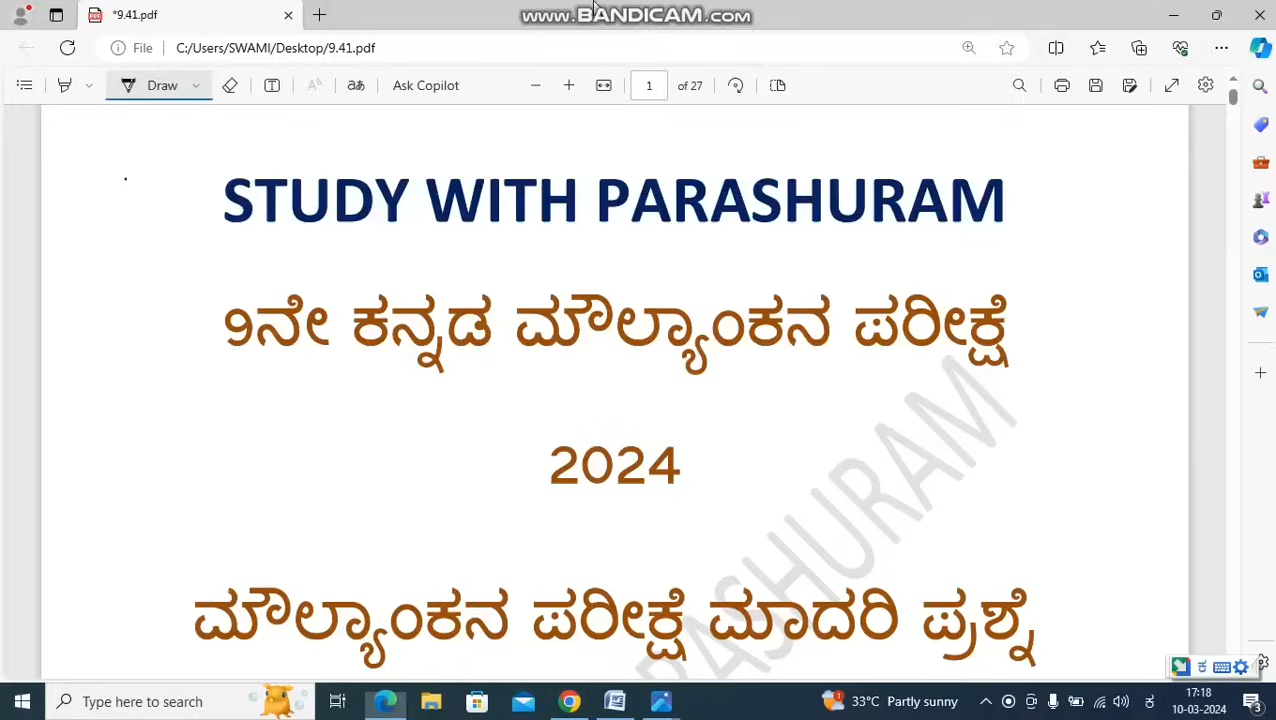 *9.41.pdf
www.BANDICAM.com
File C:/Users/SWAMI/Desktop/9.41.pdf
Draw Ask Copilot 1 of 27
STUDY WITH PARASHURAM
9ನೇ ಕನ್ನಡ ಮೌಲ್ಯಾಂಕನ ಪರೀಕ್ಷೆ
2024
ಮೌಲ್ಯಾಂಕನ ಪರೀಕ್ಷೆ ಮಾದರಿ ಪ್ರಶ್ನೆ
PARASHURAM
Type here to search 33°C Partly sunny 17:18
10-03-2024